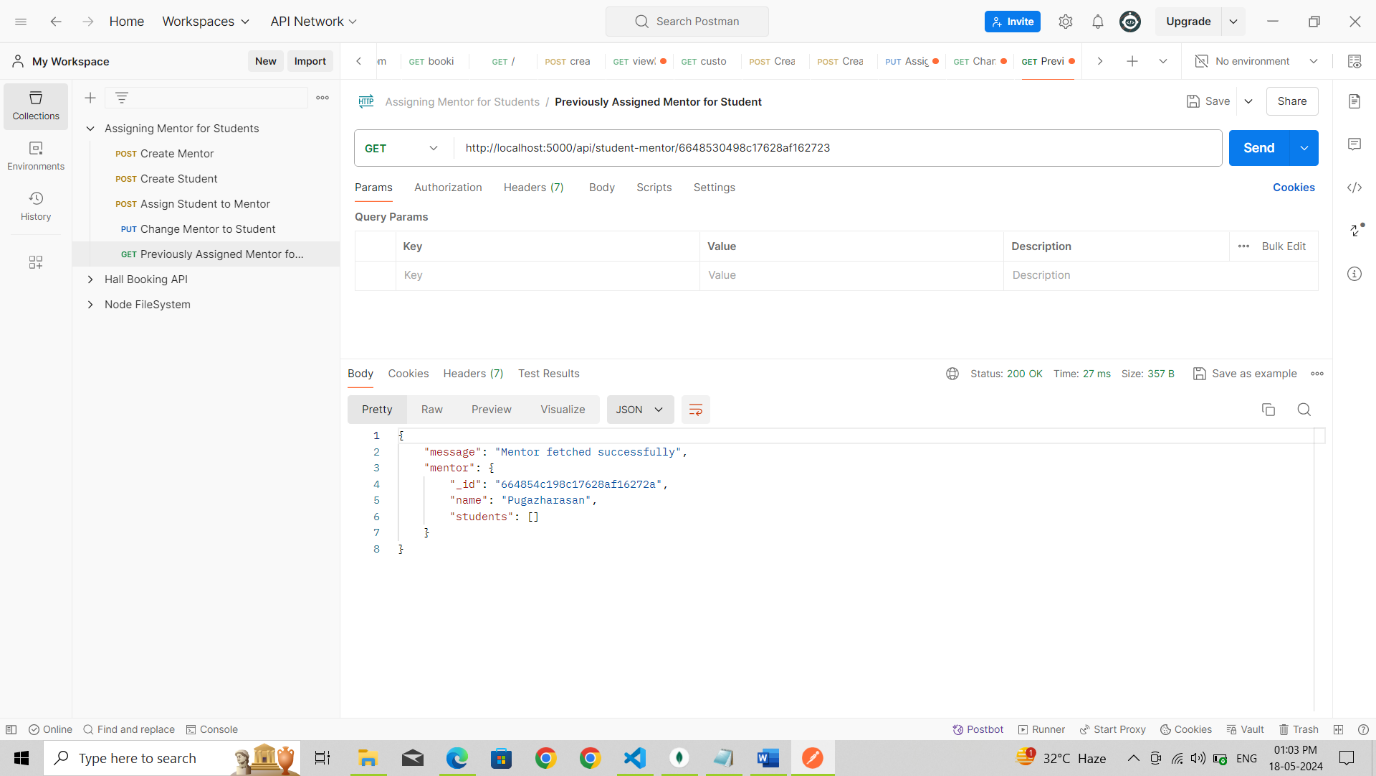 Home Workspaces API Network Search Postman Invite Upgrade
My Workspace New Import em GET booki GET / POST crea GET view GET custo POST Crea POST Crea PUT Assig GET Char GET Previ No environment
Collections
Environments
History
Assigning Mentor for Students
POST Create Mentor
POST Create Student
POST Assign Student to Mentor
PUT Change Mentor to Student
GET Previously Assigned Mentor fo...
Hall Booking API
Node FileSystem
HTTP Assigning Mentor for Students / Previously Assigned Mentor for Student Save Share
GET http://localhost:5000/api/student-mentor/6648530498c17628af162723 Send
Params Authorization Headers (7) Body Scripts Settings Cookies
Query Params
Key Value Description Bulk Edit
Key Value Description
Body Cookies Headers (7) Test Results Status: 200 OK Time: 27 ms Size: 357 B Save as example
Pretty Raw Preview Visualize JSON
1 {
2 "message": "Mentor fetched successfully",
3 "mentor": {
4 "_id": "664854c198c17628af16272a",
5 "name": "Pugazharasan",
6 "students": []
7 }
8 }
Online Find and replace Console Postbot Runner Start Proxy Cookies Vault Trash
Type here to search 1 32°C Haze ENG 01:03 PM
18-05-2024